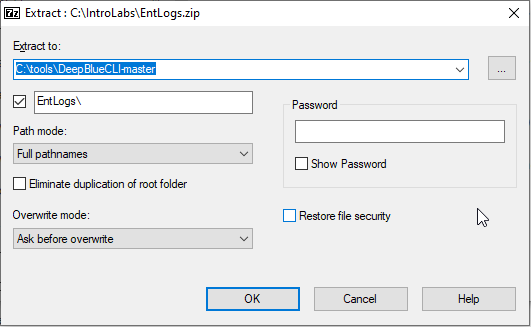 7z Extract : C:\IntroLabs\EntLogs.zip
Extract to:
C:\tools\DeepBlueCLI-master
...
EntLogs\
Password
Path mode:
Full pathnames
Show Password
Eliminate duplication of root folder
Overwrite mode:
Restore file security
Ask before overwrite
OK Cancel Help